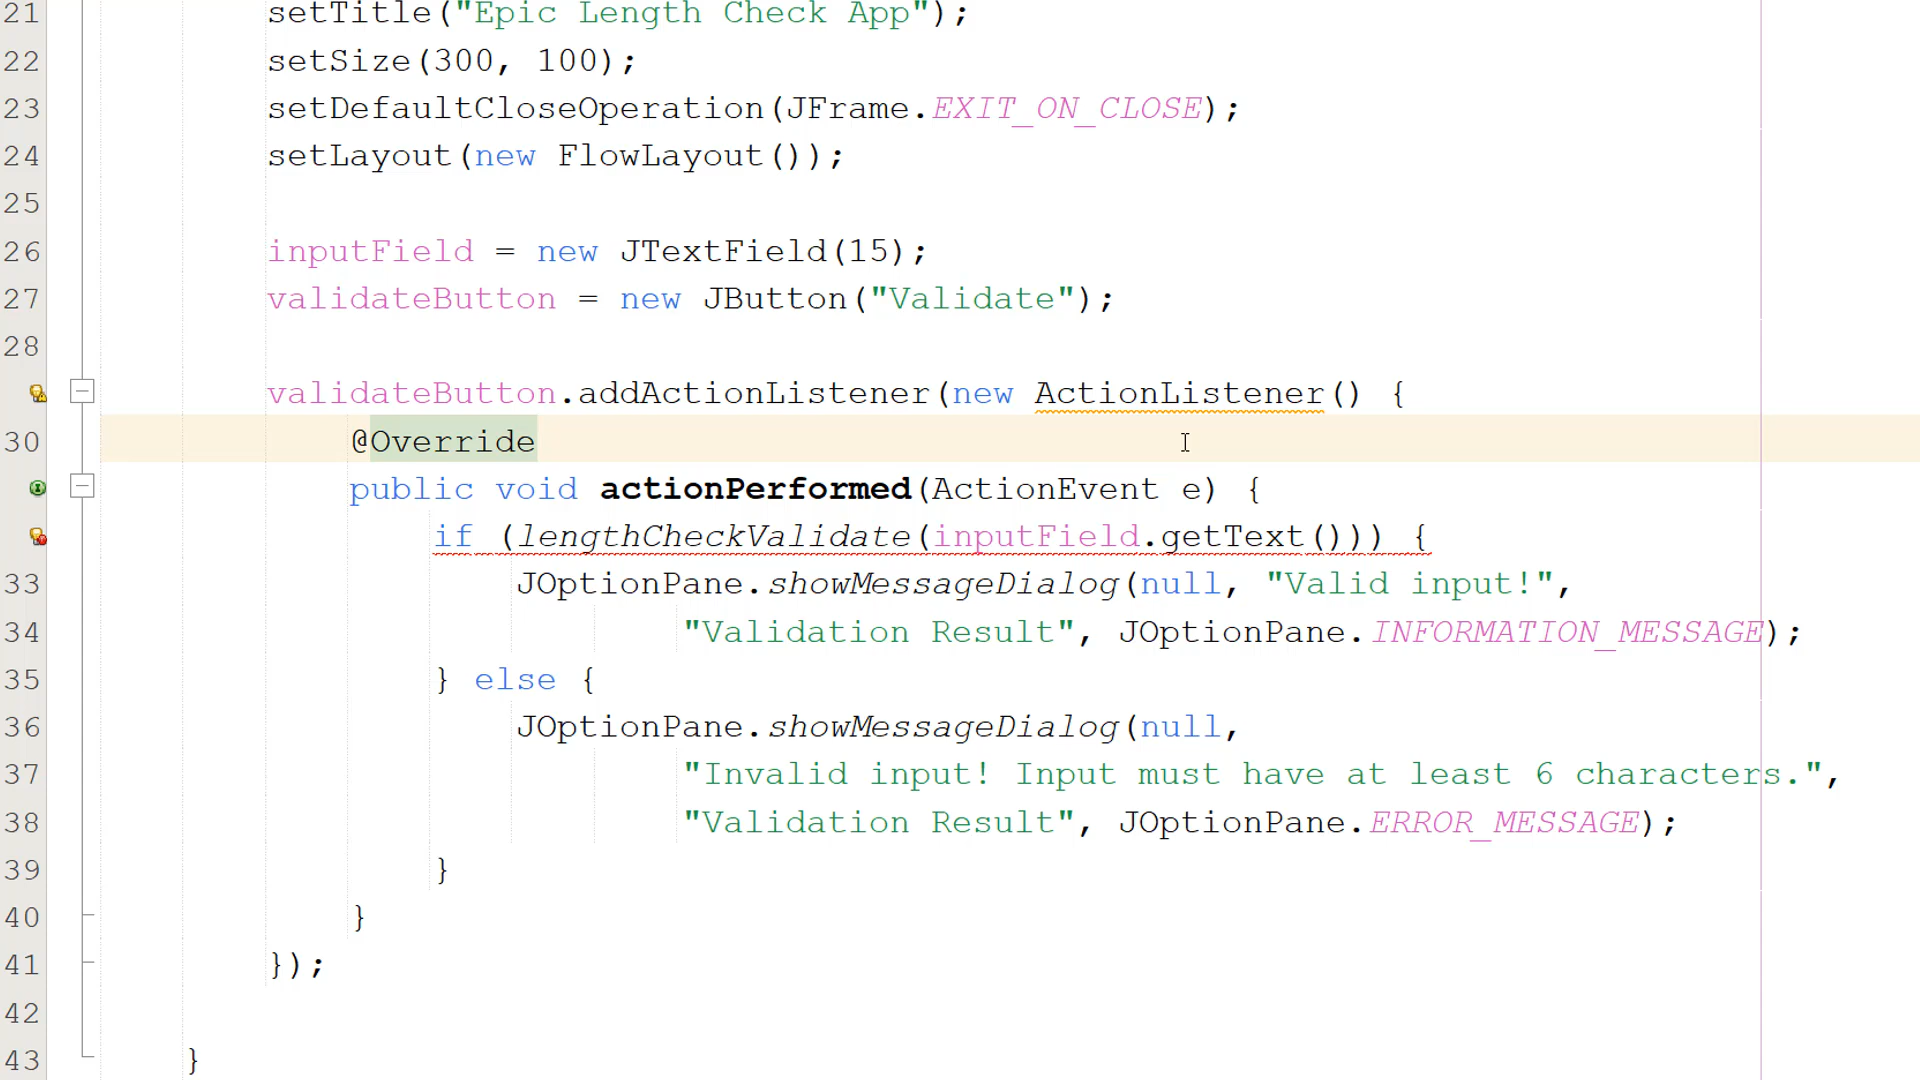 21 setTitle("Epic Length Check App");
22 setSize(300, 100);
23 setDefaultCloseOperation(JFrame.EXIT_ON_CLOSE);
24 setLayout(new FlowLayout());
25
26 inputField = new JTextField(15);
27 validateButton = new JButton("Validate");
28
validateButton.addActionListener(new ActionListener() {
30 @Override
public void actionPerformed(ActionEvent e) {
if (lengthCheckValidate(inputField.getText())) {
33 JOptionPane.showMessageDialog(null, "Valid input!",
34 "Validation Result", JOptionPane.INFORMATION_MESSAGE);
35 } else {
36 JOptionPane.showMessageDialog(null,
37 "Invalid input! Input must have at least 6 characters.",
38 "Validation Result", JOptionPane.ERROR_MESSAGE);
39 }
40 }
41 });
42
43 }